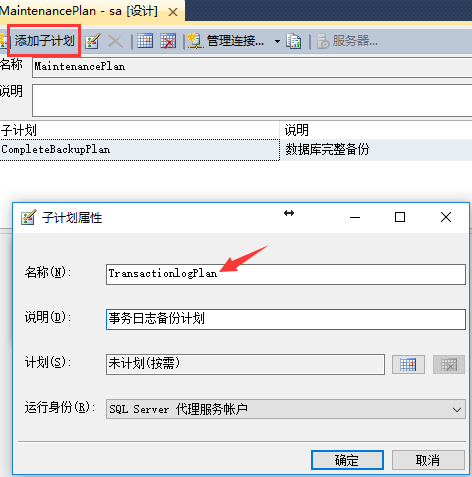 MaintenancePlan - sa [设计]
添加子计划 管理连接... 服务器...
名称 MaintenancePlan
说明
子计划 说明
CompleteBackupPlan 数据库完整备份
子计划属性
名称(N): TransactionlogPlan
说明(D): 事务日志备份计划
计划(S): 未计划(按需)
运行身份(R): SQL Server 代理服务帐户
确定 取消